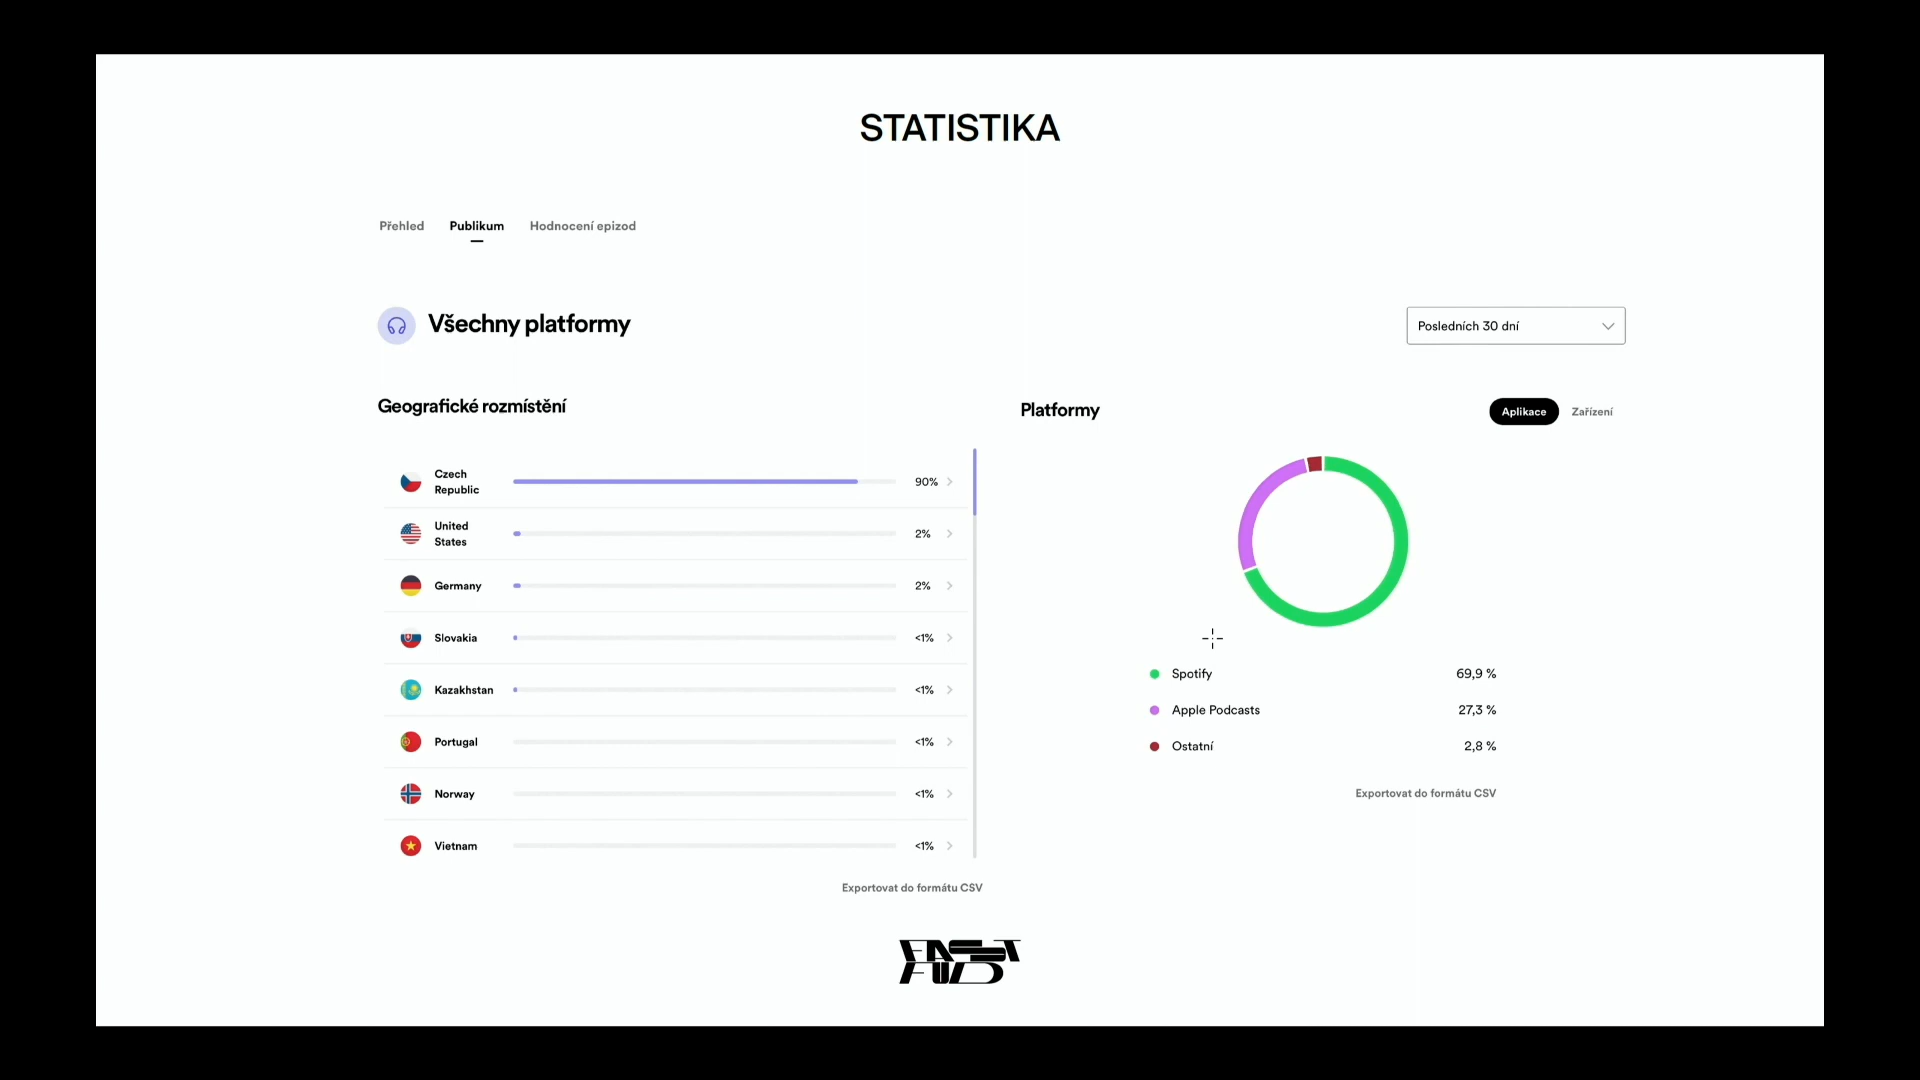 STATISTIKA
Přehled
Publikum
Hodnocení epizod
Všechny platformy
Posledních 30 dní
Geografické rozmístění
Czech
Republic
90%
United
States
2%
Germany
2%
Slovakia
<1%
Kazakhstan
<1%
Portugal
<1%
Norway
<1%
Vietnam
<1%
Exportovat do formátu CSV
Platformy
Aplikace
Zařízení
Spotify
69,9 %
Apple Podcasts
27,3 %
Ostatní
2,8 %
Exportovat do formátu CSV